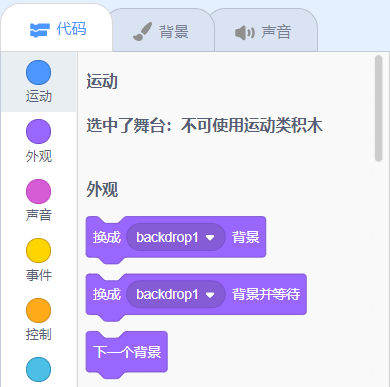 代码 背景 声音
运动
运动
选中了舞台：不可使用运动类积木
外观
声音
外观
换成 backdrop1 背景
事件
换成 backdrop1 背景并等待
控制
下一个背景